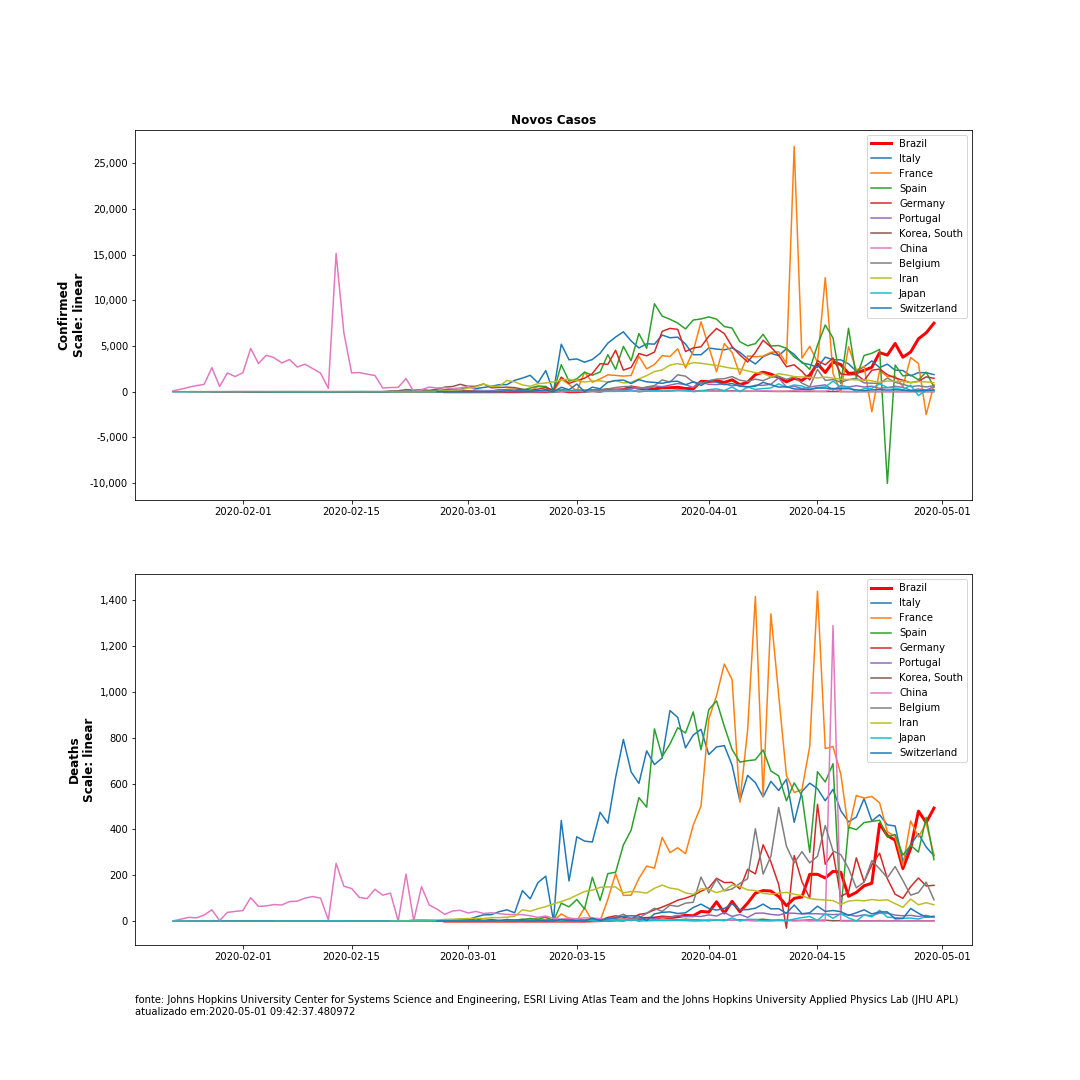 Novos Casos
Confirmed
Scale: linear
25,000
20,000
15,000
10,000
5,000
0
-5,000
-10,000
2020-02-01
2020-02-15
2020-03-01
2020-03-15
2020-04-01
2020-04-15
2020-05-01
Brazil
Italy
France
Spain
Germany
Portugal
Korea, South
China
Belgium
Iran
Japan
Switzerland
Deaths
Scale: linear
1,400
1,200
1,000
800
600
400
200
0
2020-02-01
2020-02-15
2020-03-01
2020-03-15
2020-04-01
2020-04-15
2020-05-01
Brazil
Italy
France
Spain
Germany
Portugal
Korea, South
China
Belgium
Iran
Japan
Switzerland
fonte: Johns Hopkins University Center for Systems Science and Engineering, ESRI Living Atlas Team and the Johns Hopkins University Applied Physics Lab (JHU APL)
atualizado em:2020-05-01 09:42:37.480972